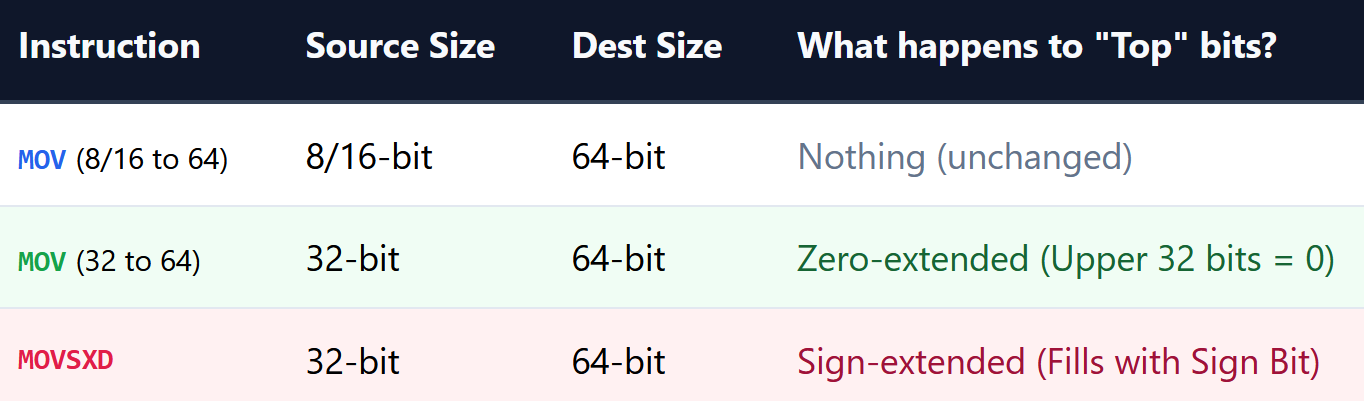 Instruction Source Size Dest Size What happens to "Top" bits?
MOV (8/16 to 64) 8/16-bit 64-bit Nothing (unchanged)
MOV (32 to 64) 32-bit 64-bit Zero-extended (Upper 32 bits = 0)
MOVSXD 32-bit 64-bit Sign-extended (Fills with Sign Bit)